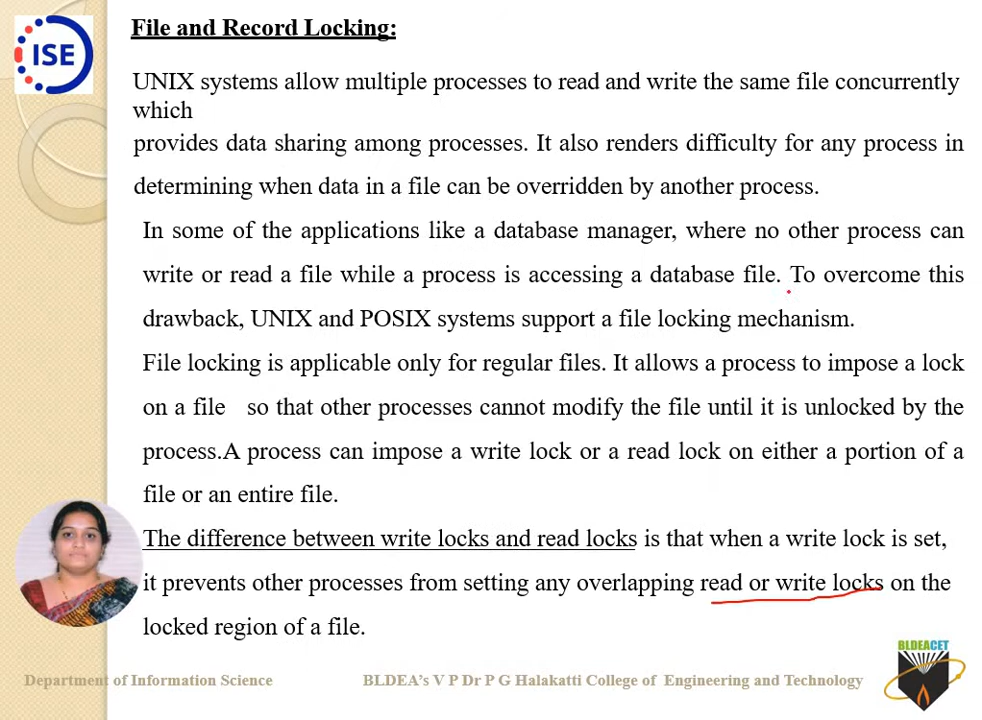 File and Record Locking:
ISE
UNIX systems allow multiple processes to read and write the same file concurrently
which
provides data sharing among processes. It also renders difficulty for any process in
determining when data in a file can be overridden by another process.
In some of the applications like a database manager, where no other process can
write or read a file while a process is accessing a database file. To overcome this
drawback, UNIX and POSIX systems support a file locking mechanism.
File locking is applicable only for regular files. It allows a process to impose a lock
on a file so that other processes cannot modify the file until it is unlocked by the
process.A process can impose a write lock or a read lock on either a portion of a
file or an entire file.
The difference between write locks and read locks is that when a write lock is set,
it prevents other processes from setting any overlapping read or write locks on the
locked region of a file.
BLDEACET
Department of Information Science BLDEA’s V P Dr P G Halakatti College of Engineering and Technology